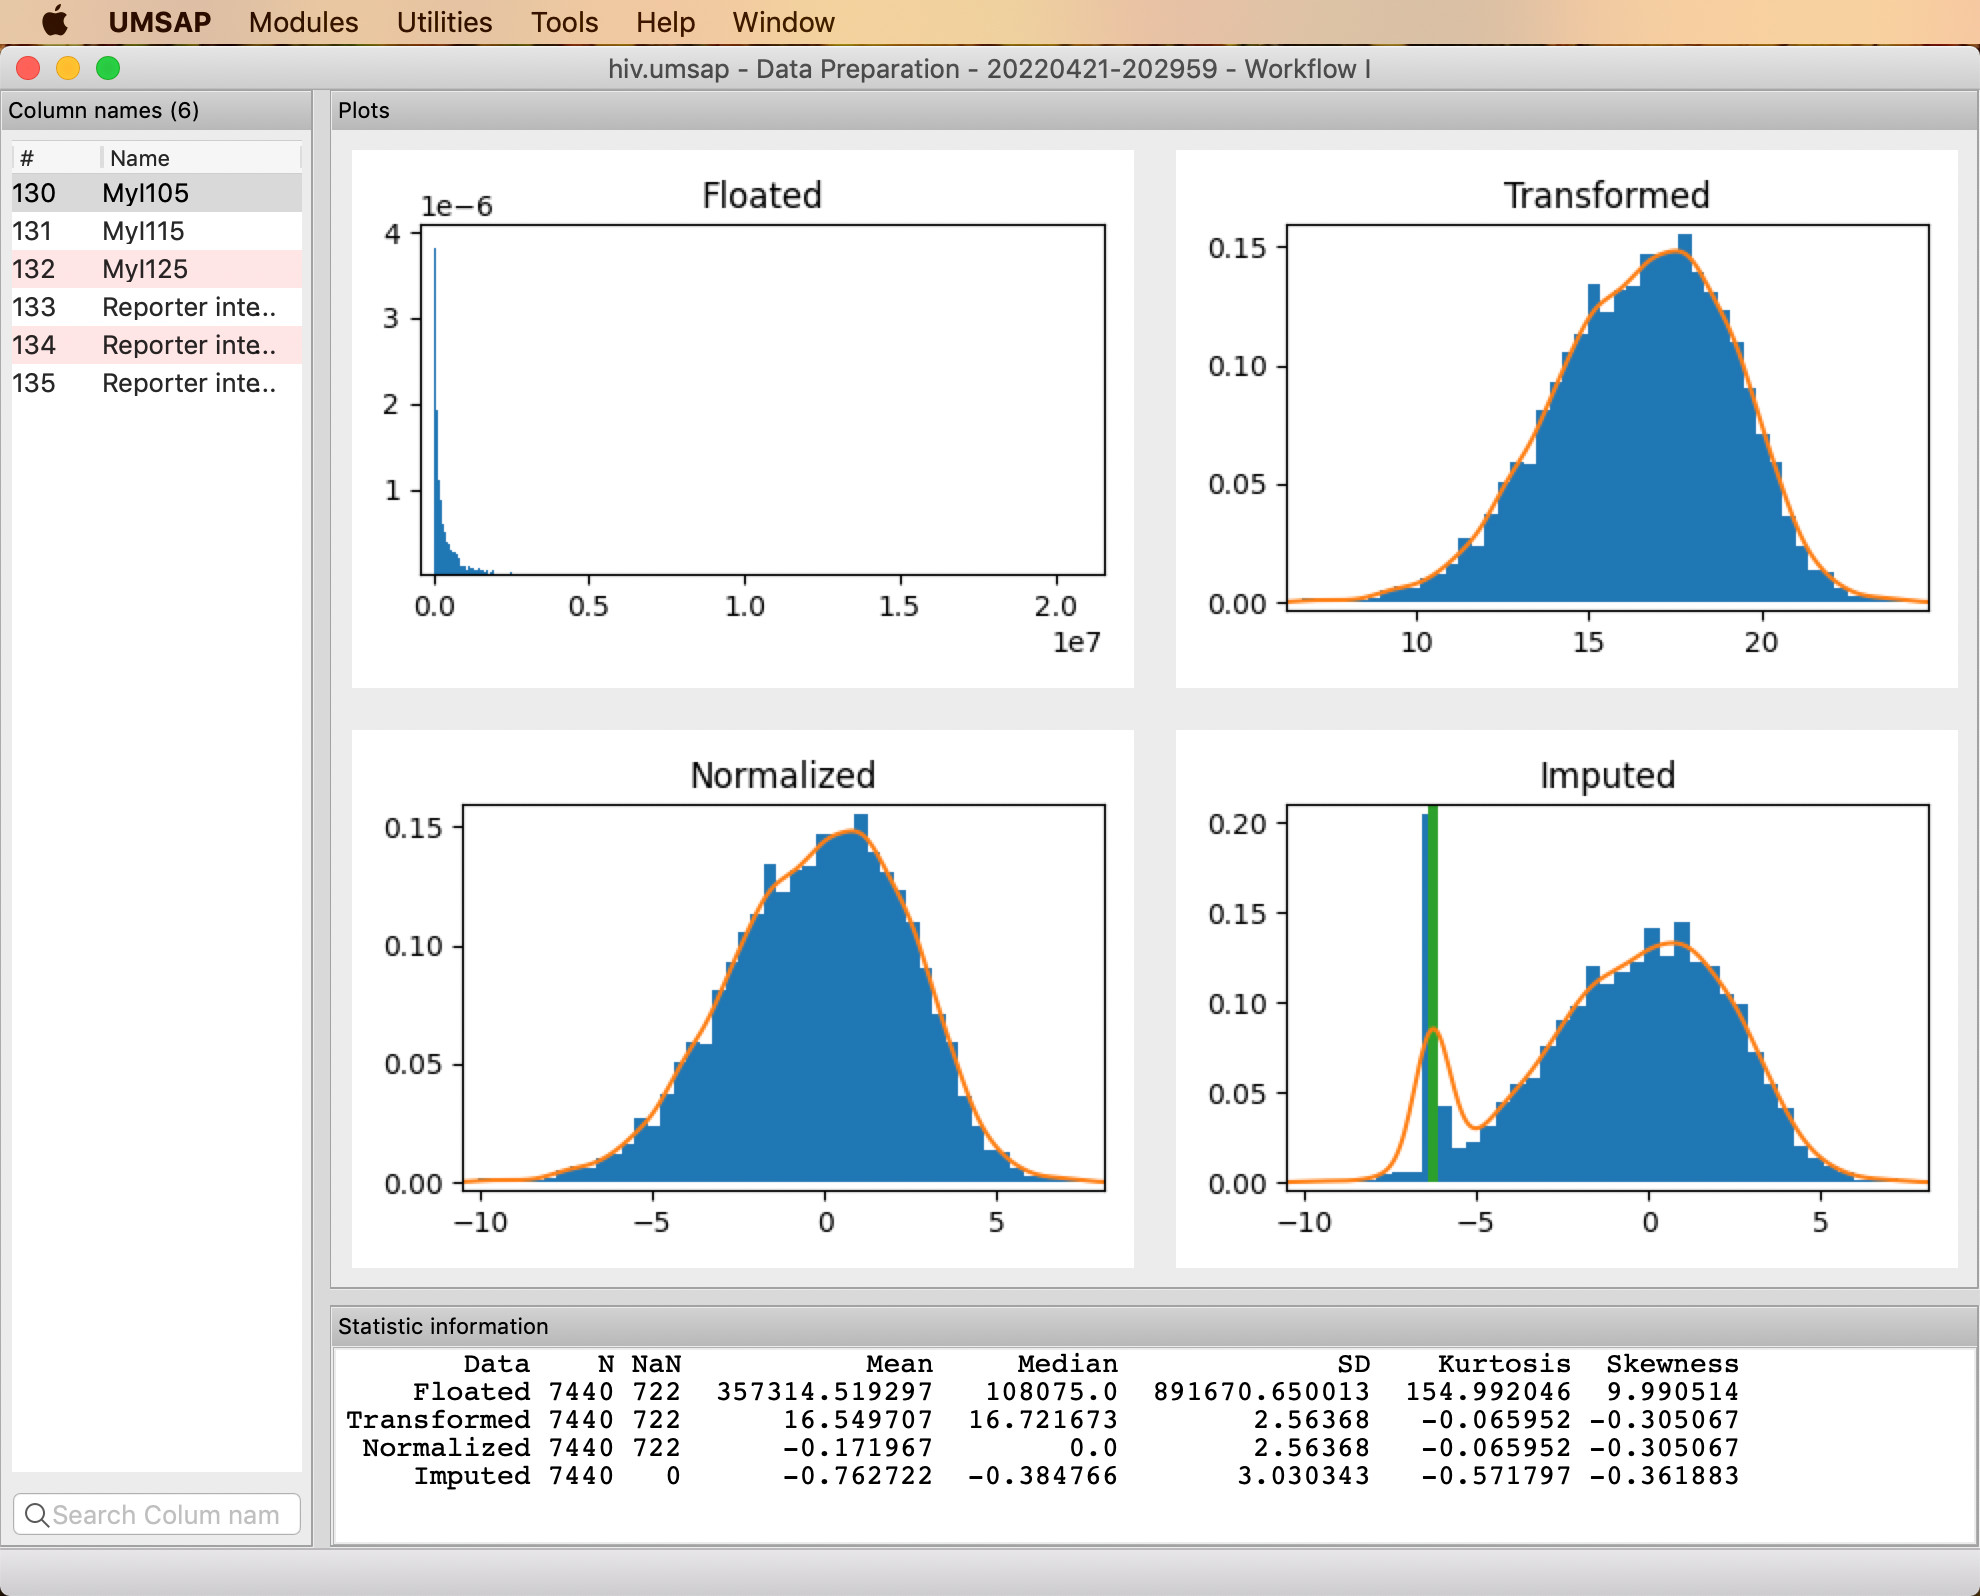 UMSAP Modules Utilities Tools Help Window
hiv.umsap - Data Preparation - 20220421-202959 - Workflow I
Column names (6)
# Name
130 Myl105
131 Myl115
132 Myl125
133 Reporter inte...
134 Reporter inte...
135 Reporter inte...
Search Colum nam
Plots
Floated
1e−6
4
3
2
1
0.0 0.5 1.0 1.5 2.0
1e7
Transformed
0.15
0.10
0.05
0.00
10 15 20
Normalized
0.15
0.10
0.05
0.00
−10 −5 0 5
Imputed
0.20
0.15
0.10
0.05
0.00
−10 −5 0 5
Statistic information
Data N NaN Mean Median SD Kurtosis Skewness
Floated 7440 722 357314.519297 108075.0 891670.650013 154.992046 9.990514
Transformed 7440 722 16.549707 16.721673 2.56368 -0.065952 -0.305067
Normalized 7440 722 -0.171967 0.0 2.56368 -0.065952 -0.305067
Imputed 7440 0 -0.762722 -0.384766 3.030343 -0.571797 -0.361883